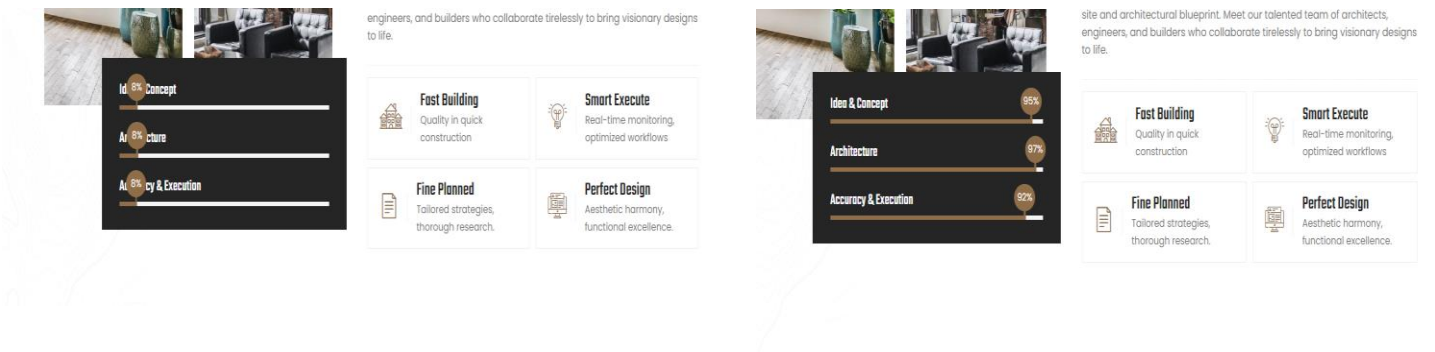 engineers, and builders who collaborate tirelessly to bring visionary designs
to life.
8%
Concept
8%
cture
8%
cy & Execution
Fast Building
Quality in quick
construction
Smart Execute
Real-time monitoring,
optimized workflows
Fine Planned
Tailored strategies,
thorough research.
Perfect Design
Aesthetic harmony,
functional excellence.
site and architectural blueprint. Meet our talented team of architects,
engineers, and builders who collaborate tirelessly to bring visionary designs
to life.
Idea & Concept
95%
Architecture
97%
Accuracy & Execution
92%
Fast Building
Quality in quick
construction
Smart Execute
Real-time monitoring,
optimized workflows
Fine Planned
Tailored strategies,
thorough research.
Perfect Design
Aesthetic harmony,
functional excellence.